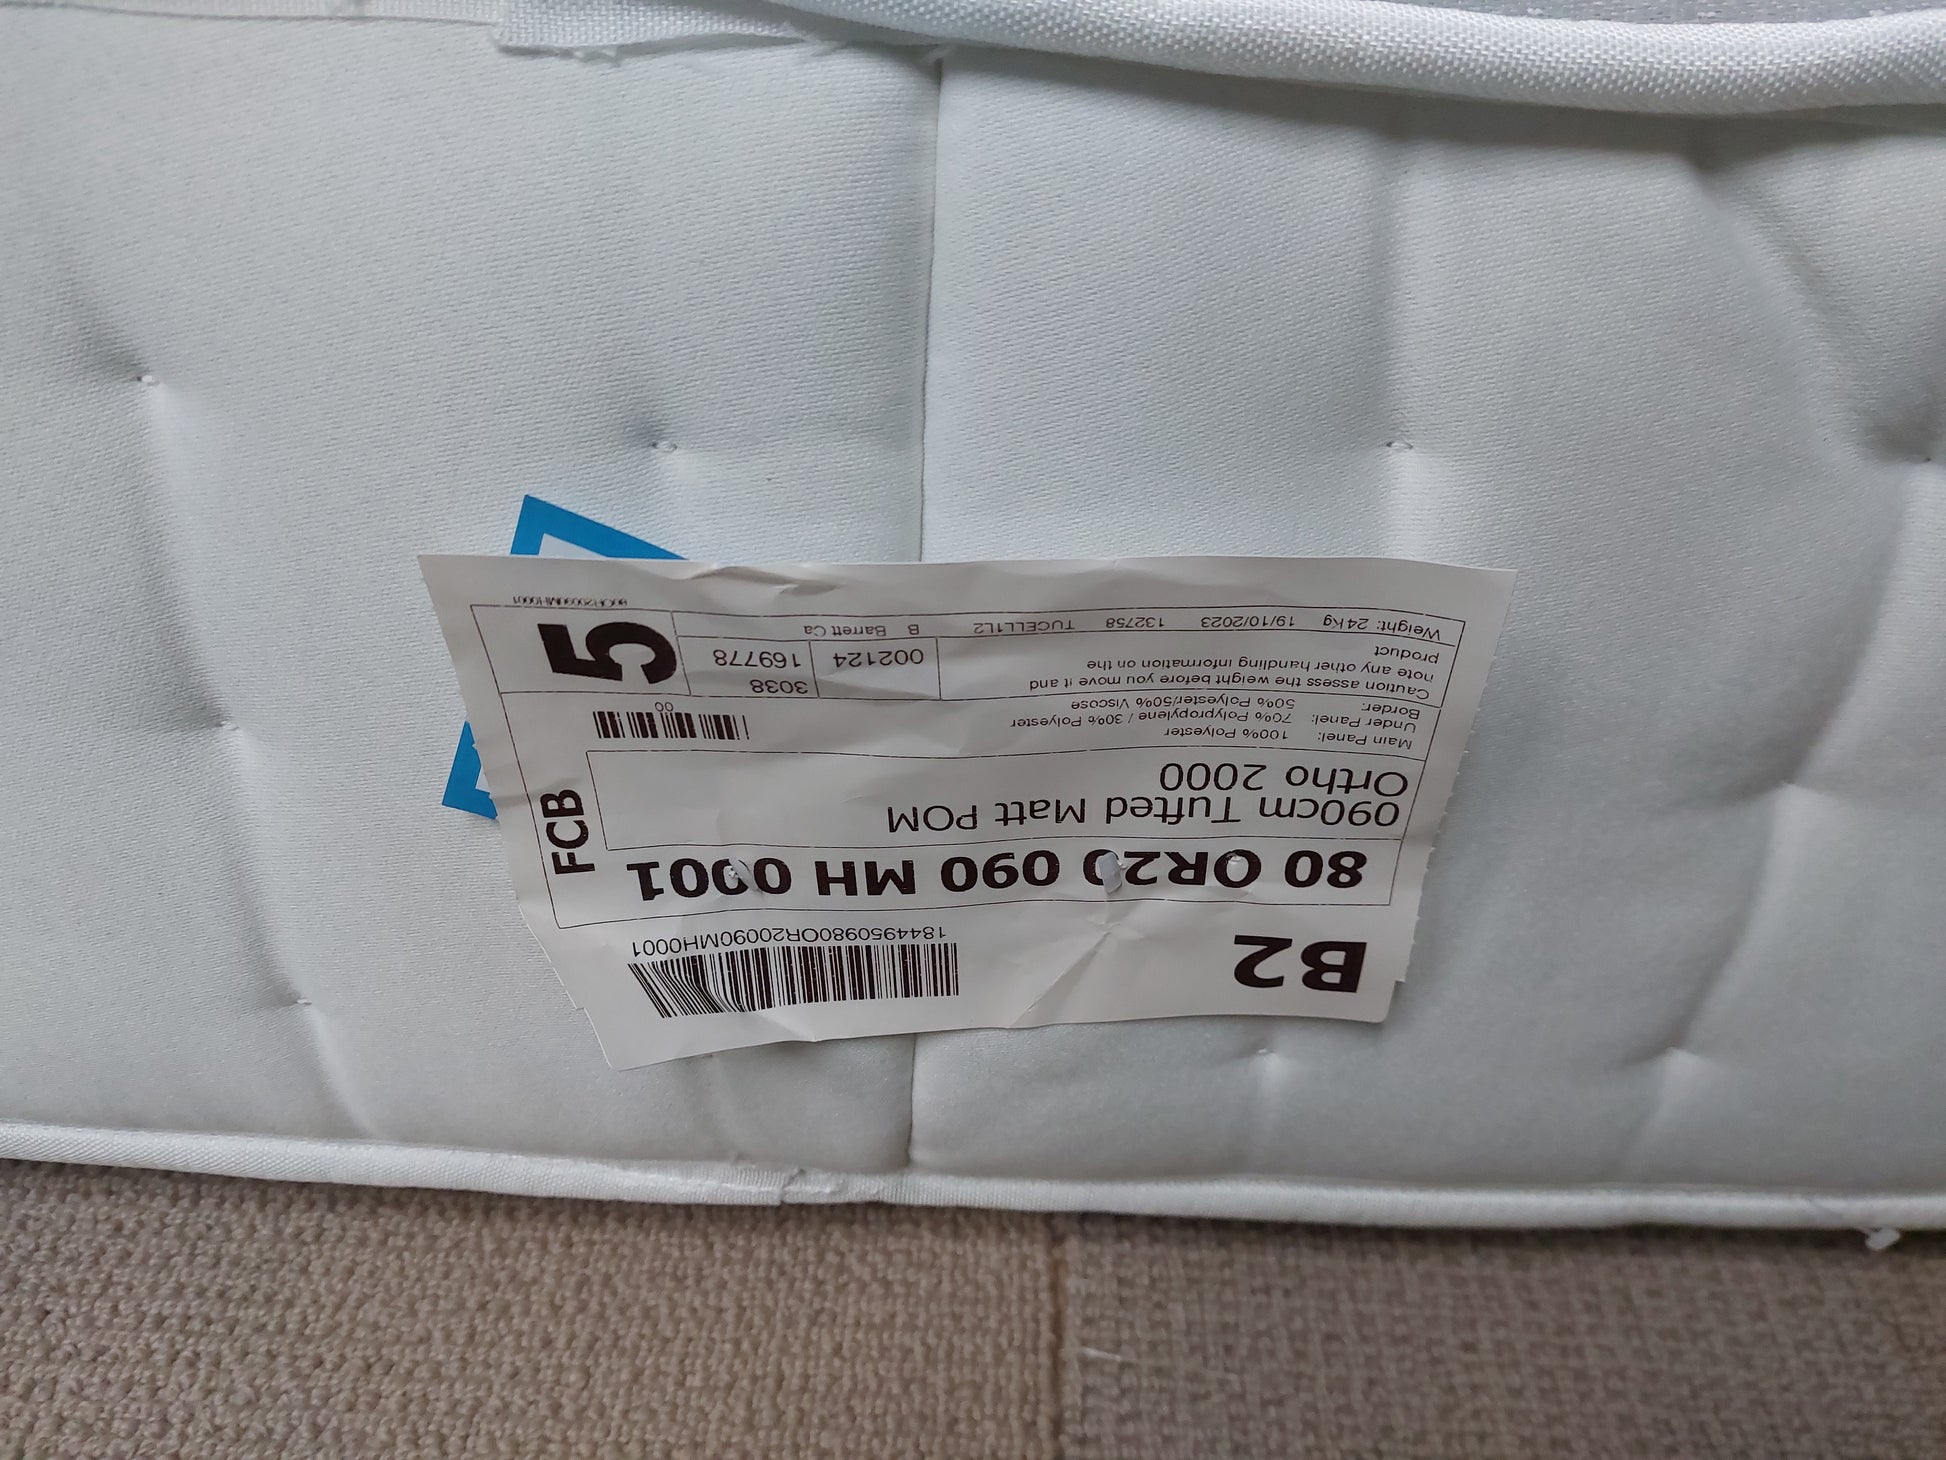 B2
1844950980OR20090MH0001
80 OR20 090 MH 0001
FCB
090cm Tufted Matt POM
Ortho 2000
Main Panel: 100% Polyester
Under Panel: 70% Polypropylene / 30% Polyester
Border: 50% Polyester/50% Viscose
00
Caution assess the weight before you move it and
note any other handling information on the
product
3038
002124 169778
5
Weight: 24Kg 19/10/2023 132758 TUCELL1L2 B Barrett Ca
80OR20090MH0001